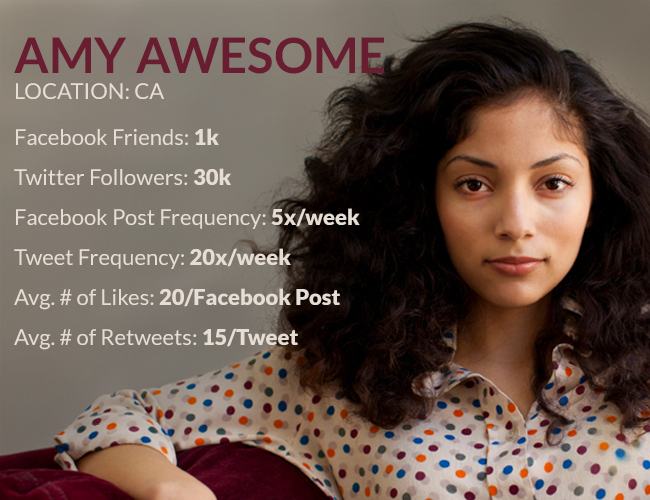 AMY AWESOME
LOCATION: CA
Facebook Friends: 1k
Twitter Followers: 30k
Facebook Post Frequency: 5x/week
Tweet Frequency: 20x/week
Avg. # of Likes: 20/Facebook Post
Avg. # of Retweets: 15/Tweet